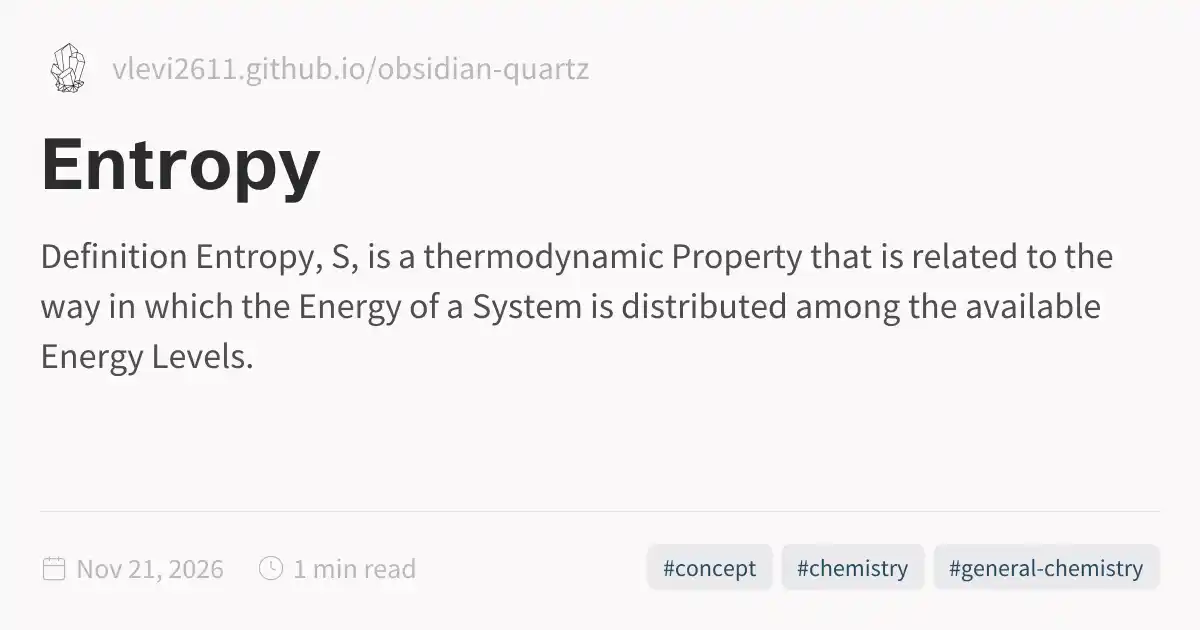 vlevi2611.github.io/obsidian-quartz
Entropy
Definition Entropy, S, is a thermodynamic Property that is related to the
way in which the Energy of a System is distributed among the available
Energy Levels.
Nov 21, 2026 1 min read #concept #chemistry #general-chemistry